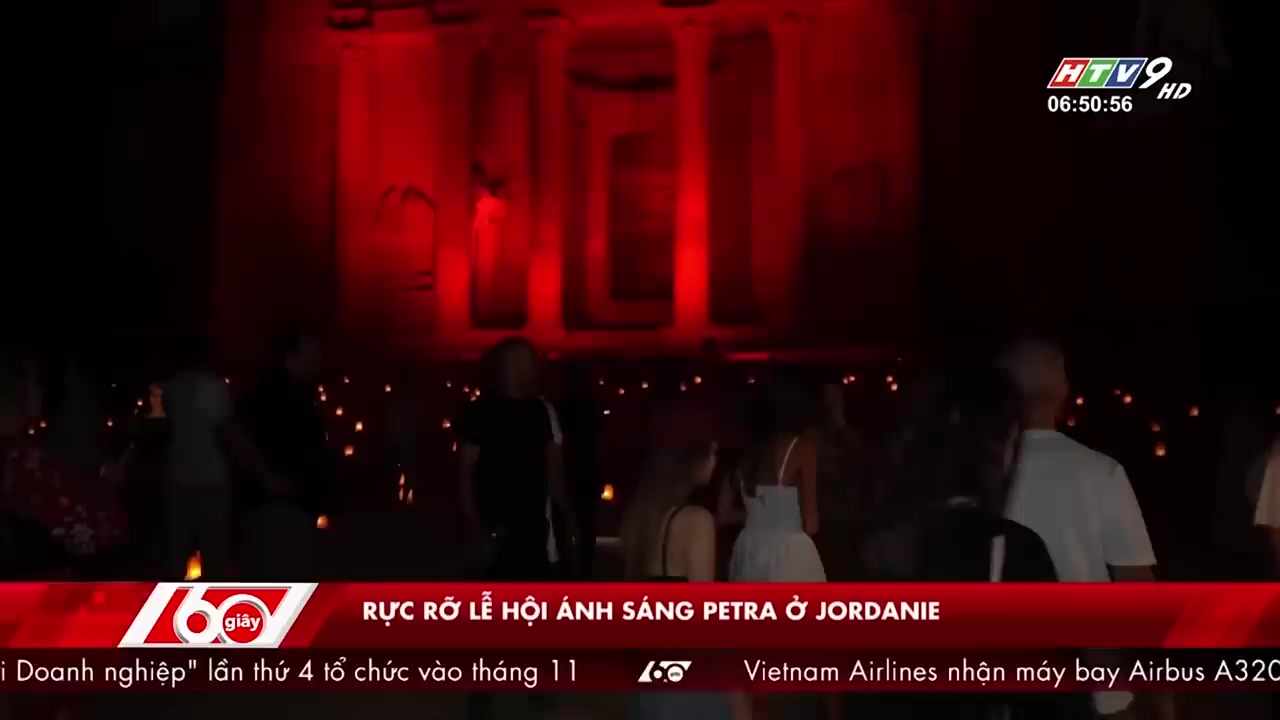 HTV9
HD
06:50:56
60
giây
RỰC RỠ LỄ HỘI ÁNH SÁNG PETRA Ở JORDANIE
i Doanh nghiệp" lần thứ 4 tổ chức vào tháng 11
60 giây
Vietnam Airlines nhận máy bay Airbus A320